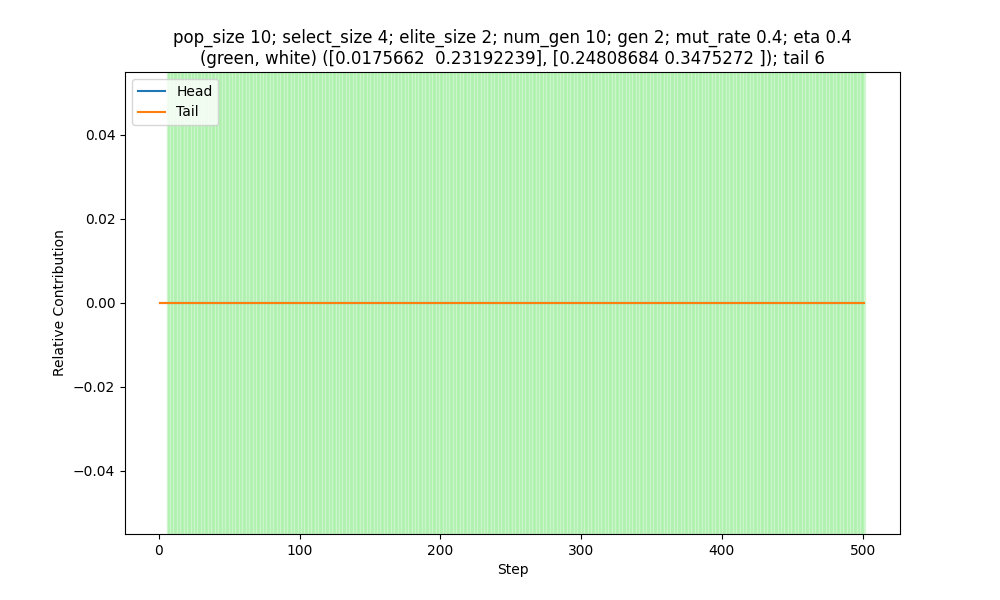 pop_size 10; select_size 4; elite_size 2; num_gen 10; gen 2; mut_rate 0.4; eta 0.4
(green, white) ([0.0175662  0.23192239], [0.24808684 0.3475272 ]); tail 6
Head
Tail
0.04
0.02
0.00
−0.02
−0.04
Relative Contribution
0
100
200
300
400
500
Step